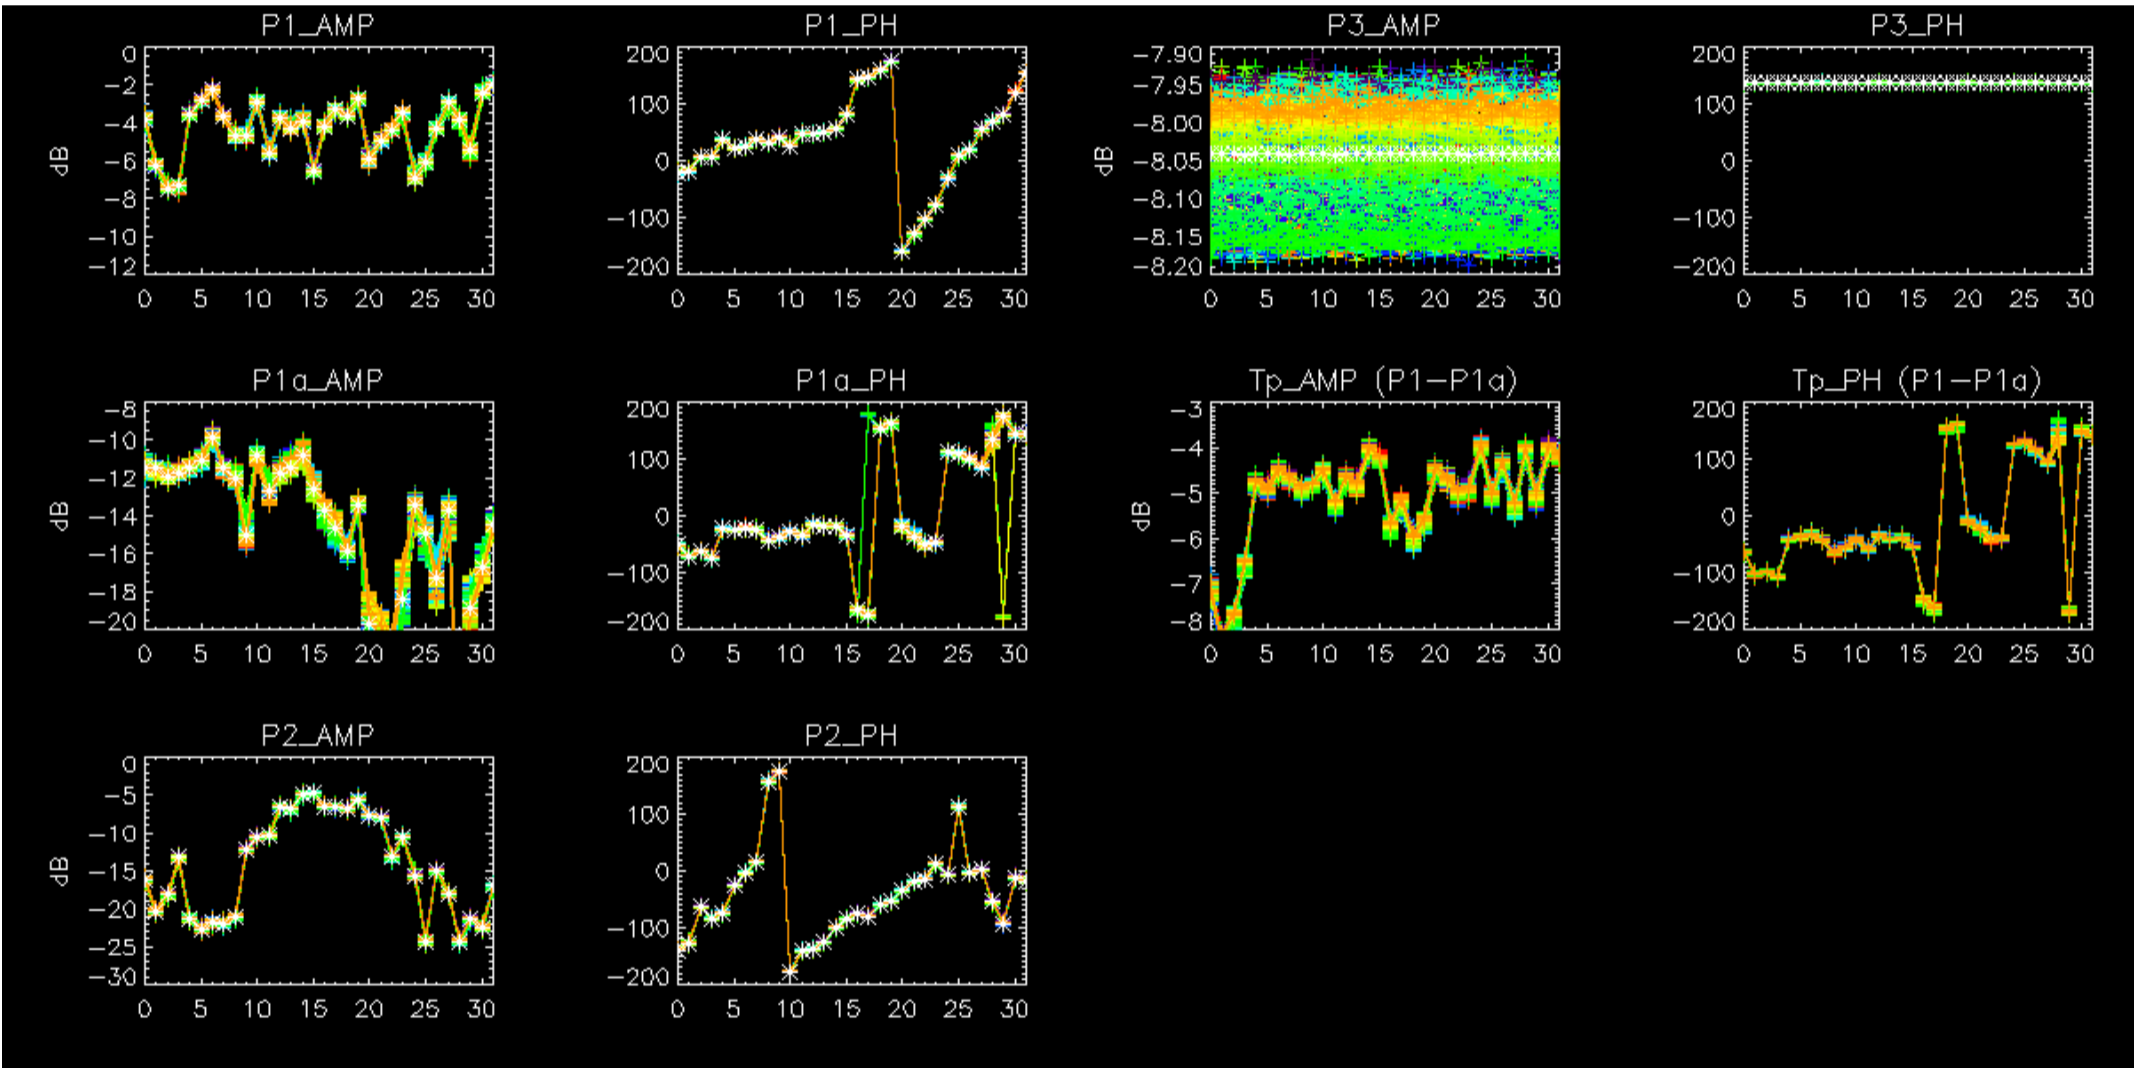 P1_AMP P1_PH P3_AMP P3_PH
0 200 −7.90 200
−2 100 −7.95 100
−4 0 −8.00 0
−6 −100 −8.05 −100
−8 −200 −8.10 −200
−10 −8.15
−12 −8.20
dB dB
0 5 10 15 20 25 30 0 5 10 15 20 25 30 0 5 10 15 20 25 30 0 5 10 15 20 25 30
P1a_AMP P1a_PH Tp_AMP (P1−P1a) Tp_PH (P1−P1a)
−8 200 −3 200
−10 100 −4 100
−12 0 −5 0
−14 −100 −6 −100
−16 −200 −7 −200
−18 −8
−20
dB dB
0 5 10 15 20 25 30 0 5 10 15 20 25 30 0 5 10 15 20 25 30 0 5 10 15 20 25 30
P2_AMP P2_PH
0 200
−5 100
−10 0
−15 −100
−20 −200
−25
−30
dB
0 5 10 15 20 25 30 0 5 10 15 20 25 30